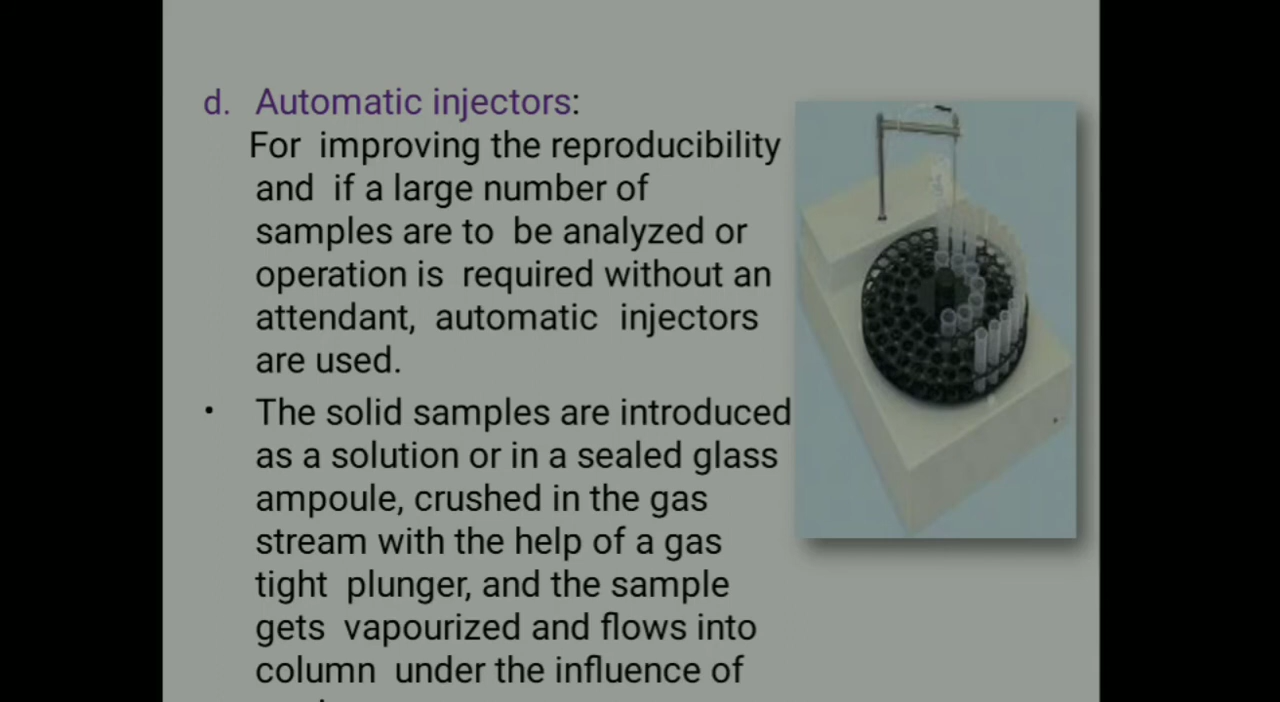 d. Automatic injectors:
For improving the reproducibility
and if a large number of
samples are to be analyzed or
operation is required without an
attendant, automatic injectors
are used.
• The solid samples are introduced
as a solution or in a sealed glass
ampoule, crushed in the gas
stream with the help of a gas
tight plunger, and the sample
gets vapourized and flows into
column under the influence of